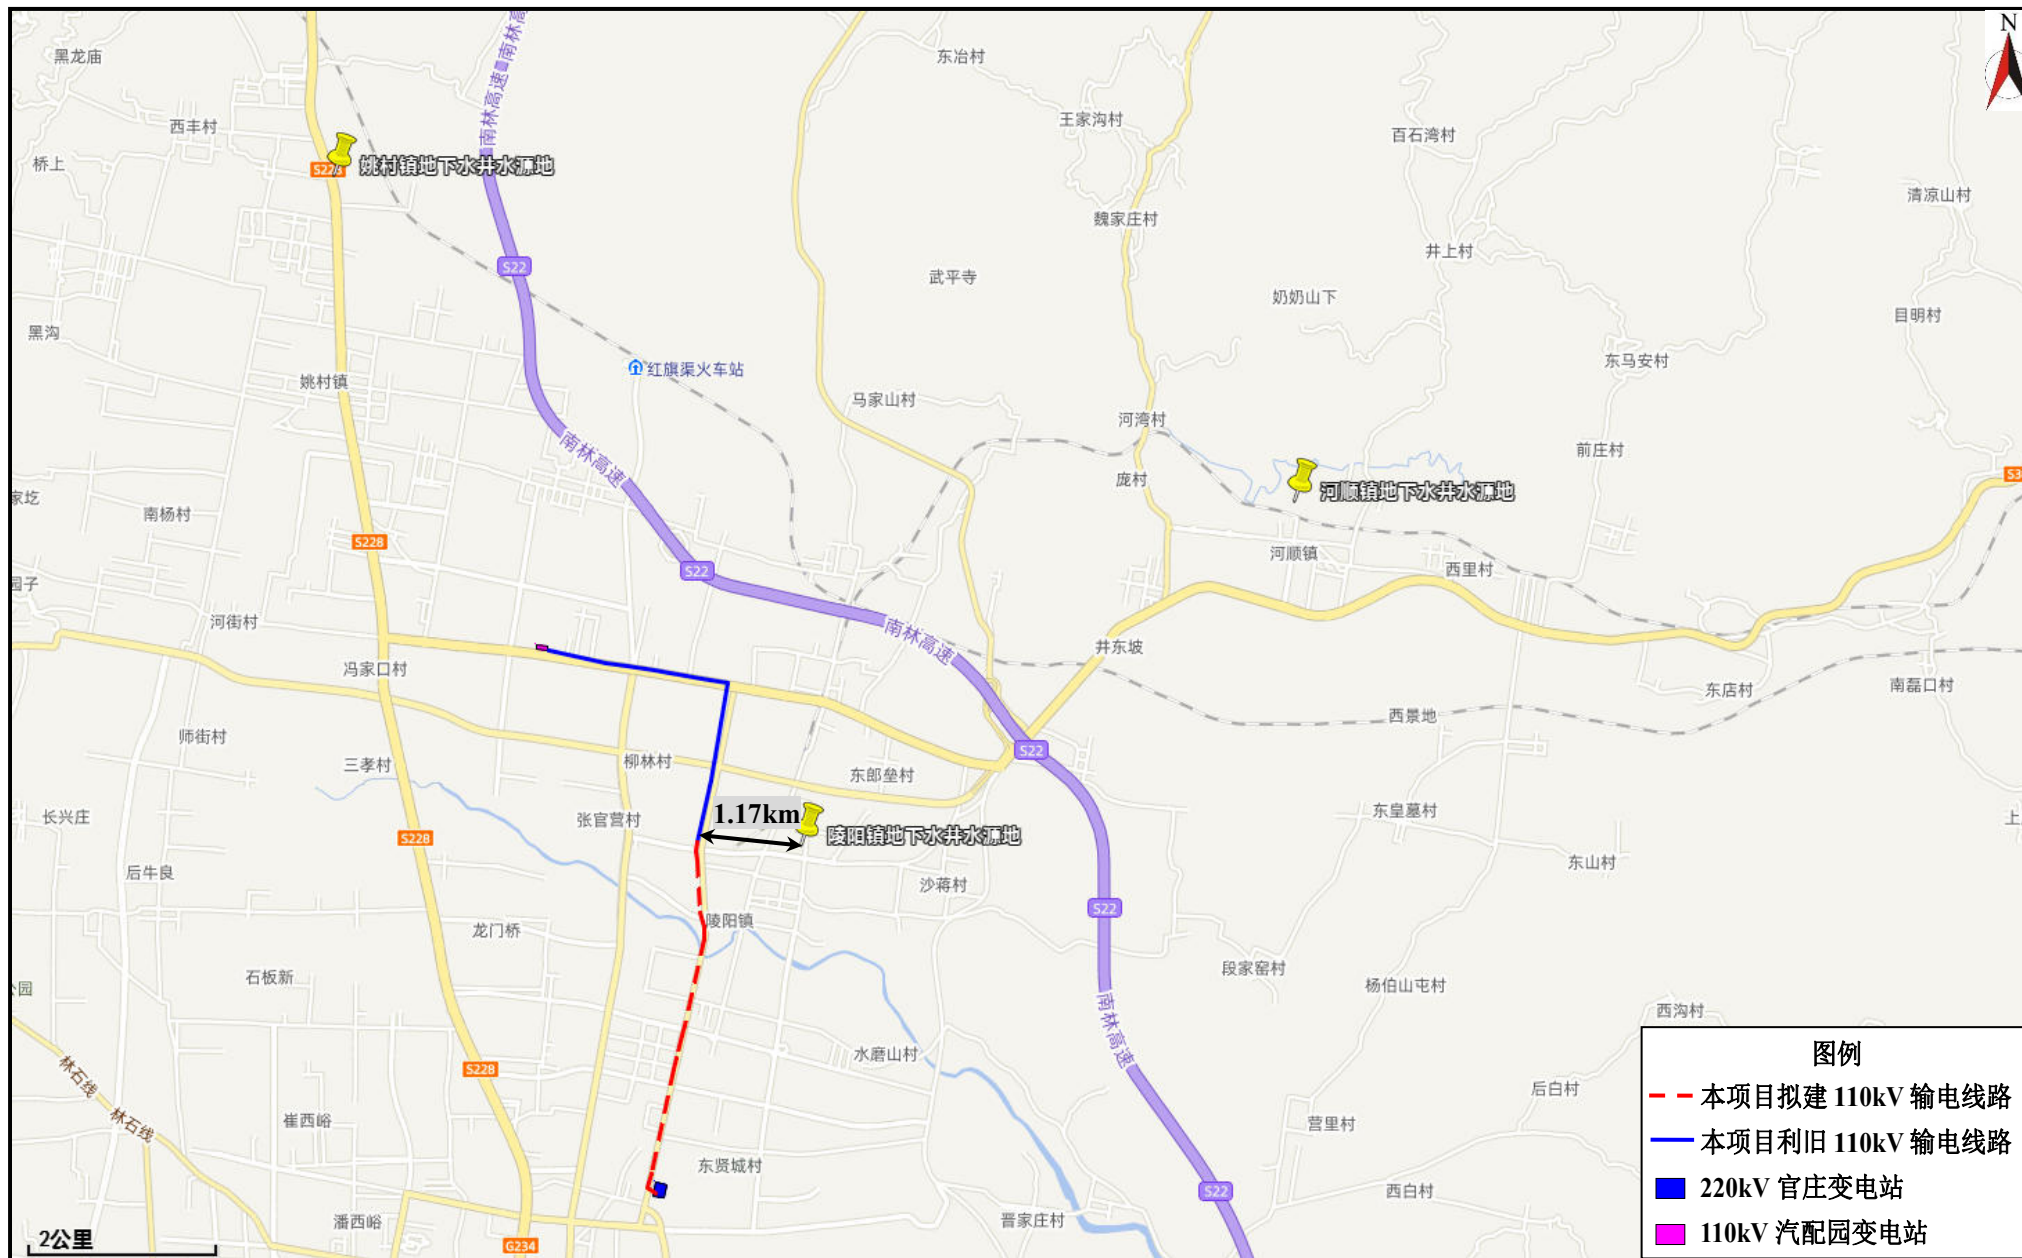 N
黑龙庙
东冶村
南林高速
南林高速
王家沟村
西丰村
百石湾村
桥上
S228
姚村镇地下水井水源地
清凉山村
魏家庄村
井上村
S22
武平寺
奶奶山下
目明村
黑沟
红旗渠火车站
东马安村
姚村镇
马家山村
河湾村
南林高速
前庄村
庞村
S3
河顺镇地下水井水源地
家圪
南杨村
S228
河顺镇
西里村
S22
园子
河街村
南林高速
井东坡
冯家口村
东店村
南磊口村
西景地
师街村
S22
三孝村
柳林村
东郎垒村
1.17km
长兴庄
张官营村
东皇墓村
上
S228
陵阳镇地下水井水源地
东山村
后牛良
沙蒋村
S22
陵阳镇
龙门桥
石板新
段家窑村
公园
杨伯山屯村
南林高速
西沟村
水磨山村
图例
林石线
S228
后白村
本项目拟建 110kV 输电线路
林石线
崔西峪
营里村
本项目利旧 110kV 输电线路
东贤城村
220kV 官庄变电站
S22
西白村
潘西峪
晋家庄村
110kV 汽配园变电站
2公里
G234